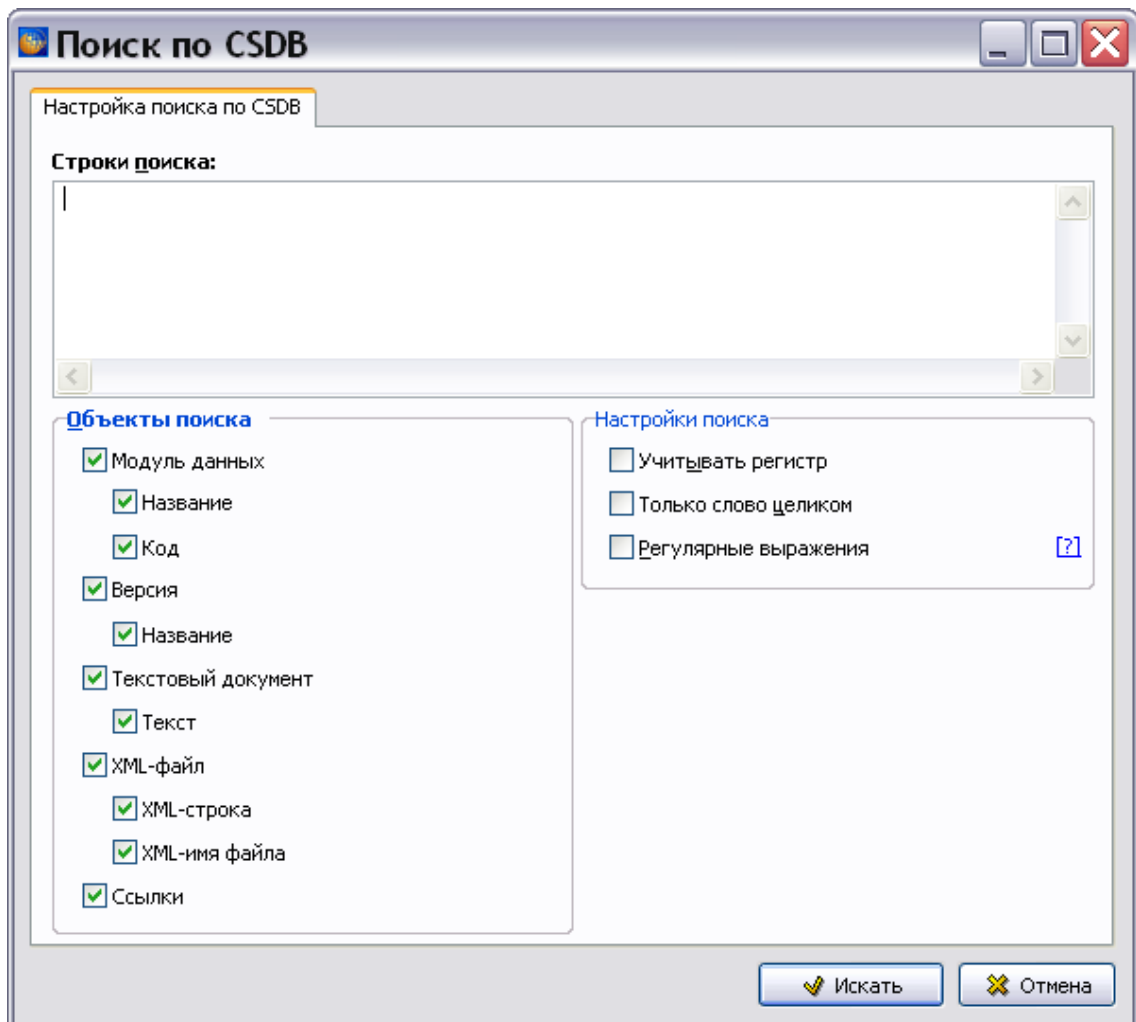 Поиск по CSDB
Настройка поиска по CSDB
Строки поиска:
Объекты поиска
Модуль данных
Название
Код
Версия
Название
Текстовый документ
Текст
XML-файл
XML-строка
XML-имя файла
Ссылки
Настройки поиска
Учитывать регистр
Только слово целиком
Регулярные выражения [?]
Искать Отмена